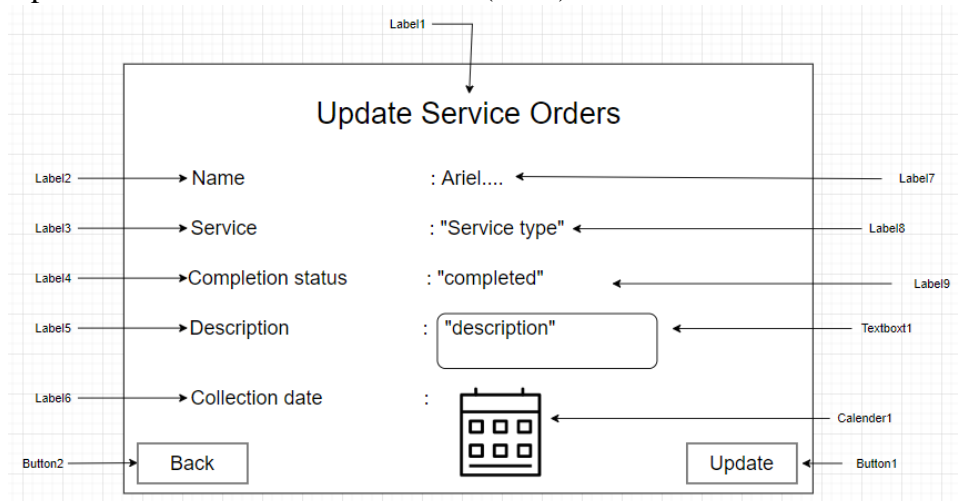 Label1
Update Service Orders
Label2 Name : Ariel.... Label7
Label3 Service : "Service type" Label8
Label4 Completion status : "completed" Label9
Label5 Description : "description" Textboxt1
Label6 Collection date : Calender1
Button2 Back Update Button1